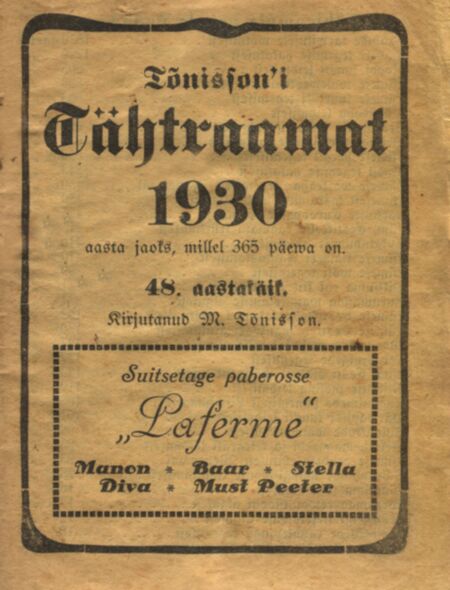 Tõnisson'i
Tähtraamat
1930
aasta jaoks, millel 365 päewa on.
48. aastakäik.
Kirjutanud M. Tõnisson.
Suitsetage paberosse
„Laferme“
Manon * Baar * Stella
Diva * Must Peeter